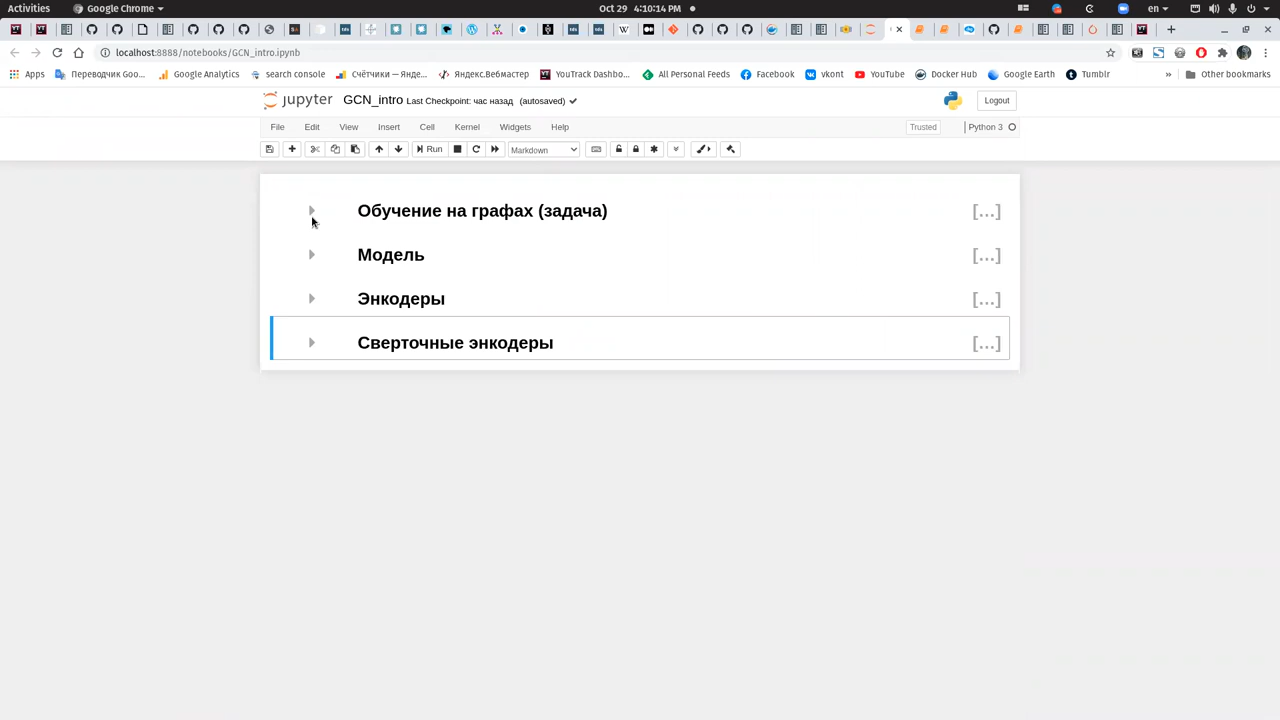 Activities
Google Chrome
Oct 29 4:10:14 PM
en
localhost:8888/notebooks/GCN_intro.ipynb
Apps
Переводчик Goo...
Google Analytics
search console
Счётчики — Янде...
Яндекс.Вебмастер
YouTrack Dashbo...
All Personal Feeds
Facebook
vkont
YouTube
Docker Hub
Google Earth
Tumblr
»
Other bookmarks
jupyter
GCN_intro Last Checkpoint: час назад (autosaved)
Logout
File
Edit
View
Insert
Cell
Kernel
Widgets
Help
Trusted
Python 3
Run
Markdown
Обучение на графах (задача)
[...]
Модель
[...]
Энкодеры
[...]
Сверточные энкодеры
[...]